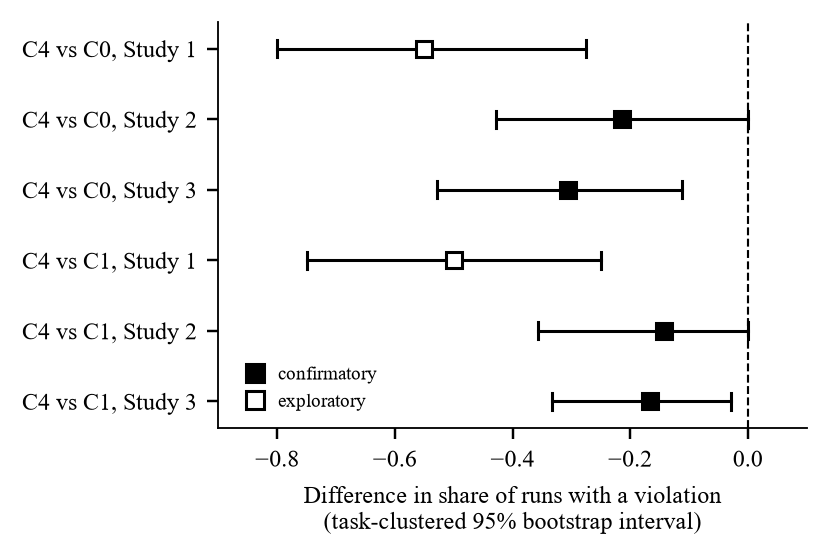 C4 vs C0, Study 1
C4 vs C0, Study 2
C4 vs C0, Study 3
C4 vs C1, Study 1
C4 vs C1, Study 2
C4 vs C1, Study 3
confirmatory
exploratory
−0.8 −0.6 −0.4 −0.2 0.0
Difference in share of runs with a violation
(task-clustered 95% bootstrap interval)